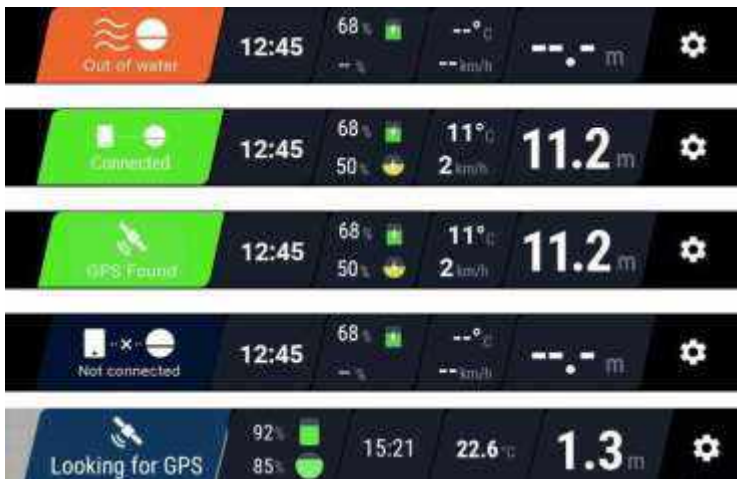 Out of water
12:45
68 %
-- %
--°c
-- km/h
--.- m
Connected
12:45
68 %
50 %
11°c
2 km/h
11.2 m
GPS Found
12:45
68 %
50 %
11°c
2 km/h
11.2 m
Not connected
12:45
68 %
-- %
--°c
-- km/h
--.- m
Looking for GPS
92%
85%
15:21
22.6 °C
1.3 m